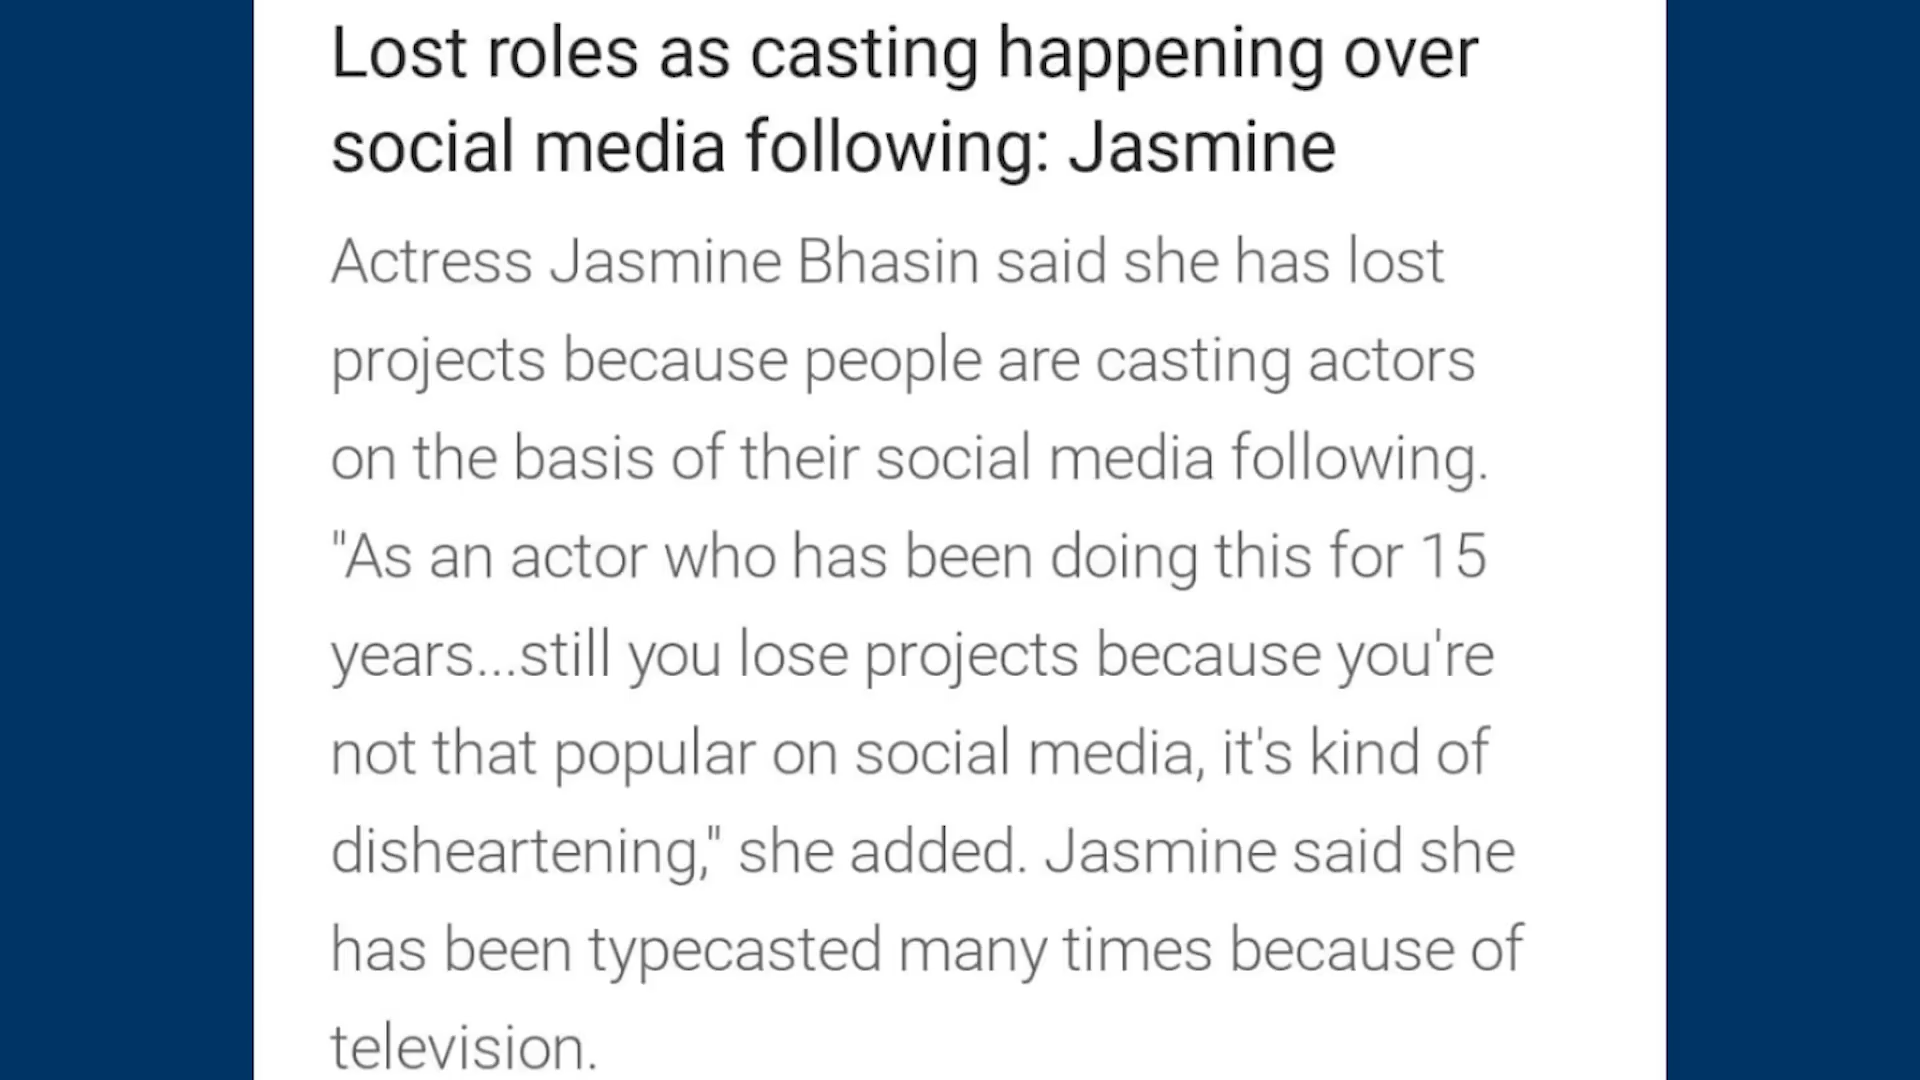 Lost roles as casting happening over
social media following: Jasmine
Actress Jasmine Bhasin said she has lost
projects because people are casting actors
on the basis of their social media following.
"As an actor who has been doing this for 15
years...still you lose projects because you're
not that popular on social media, it's kind of
disheartening," she added. Jasmine said she
has been typecasted many times because of
television.